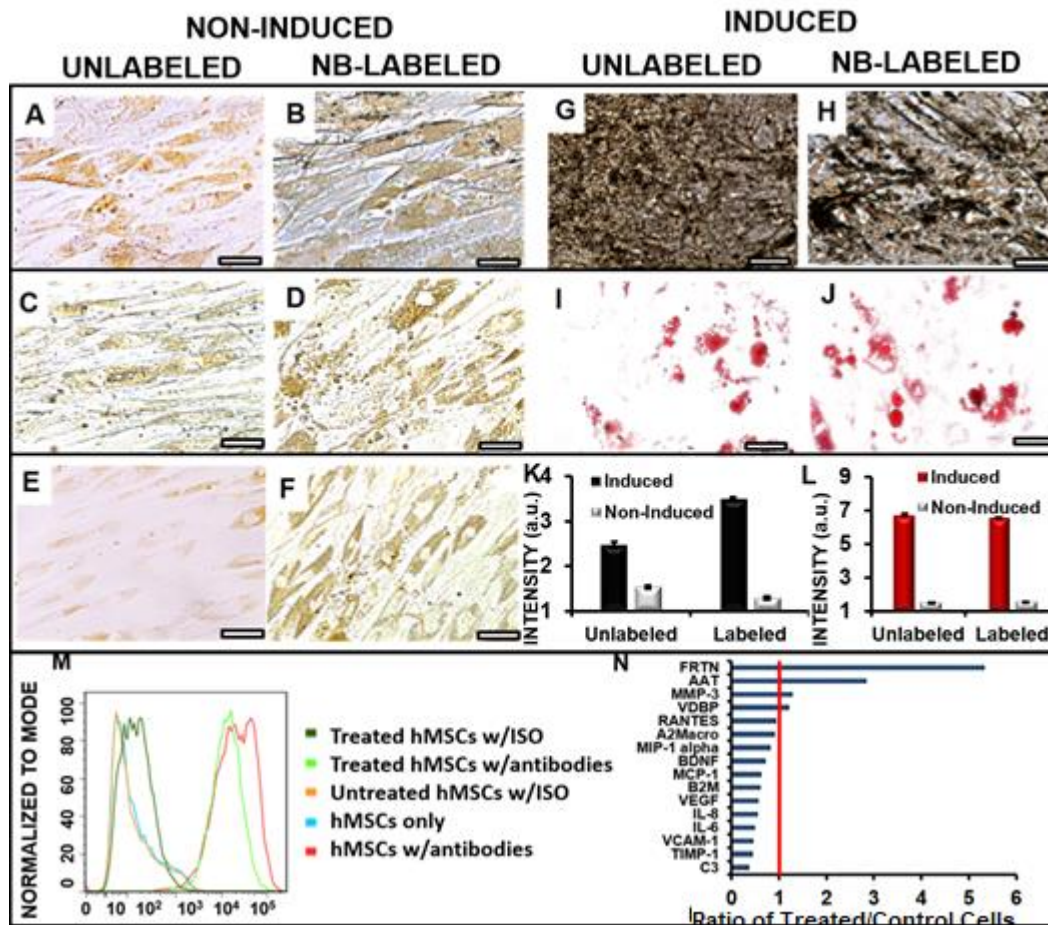 NON-INDUCED INDUCED
UNLABELED NB-LABELED UNLABELED NB-LABELED
A B G H
C D I J
E F
K4 L 9
Induced Induced
Non-Induced Non-Induced
3 7
2 5
3
1 1
INTENSITY (a.u.) INTENSITY (a.u.)
Unlabeled Labeled Unlabeled Labeled
M
NORMALIZED TO MODE
100
80
60
40
20
0
0 10 10² 10³ 10⁴ 10⁵
Treated hMSCs w/ISO
Treated hMSCs w/antibodies
Untreated hMSCs w/ISO
hMSCs only
hMSCs w/antibodies
N
FRTN
AAT
MMP-3
VDBP
RANTES
A2Macro
MIP-1 alpha
BDNF
MCP-1
B2M
VEGF
IL-8
IL-6
VCAM-1
TIMP-1
C3
0 1 2 3 4 5 6
Ratio of Treated/Control Cells